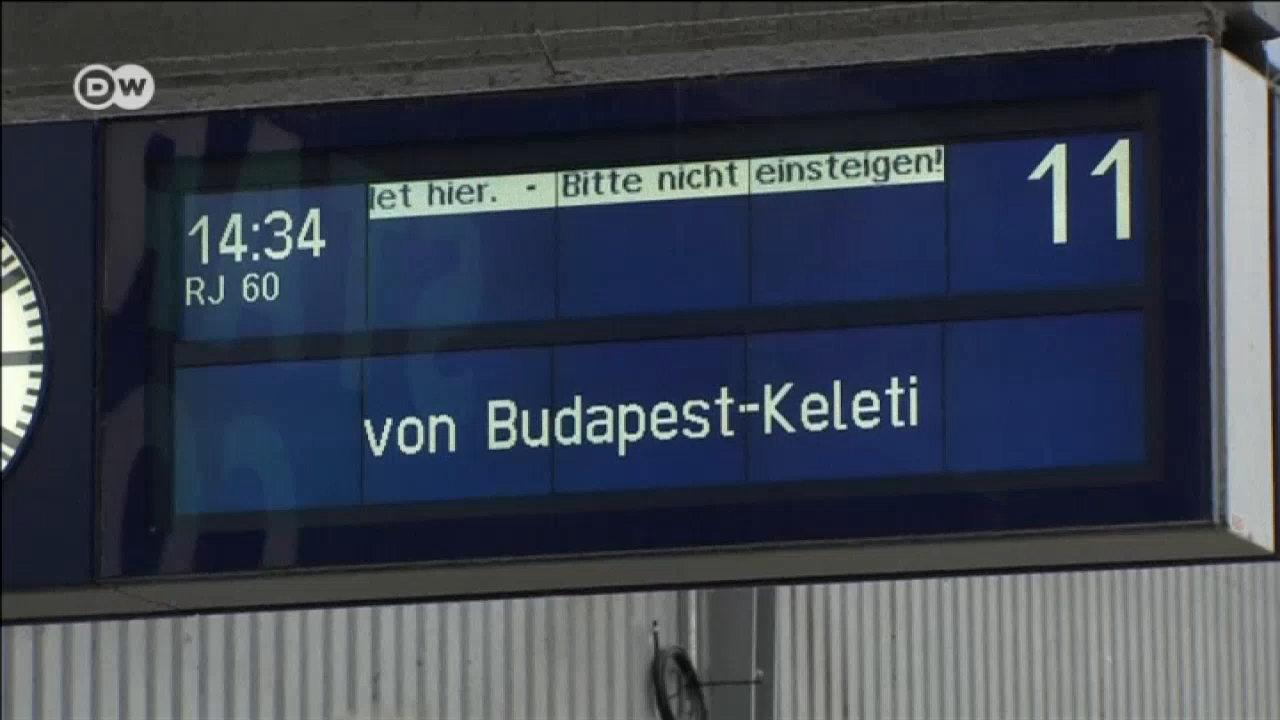 DW
let hier. - Bitte nicht einsteigen!
11
14:34
RJ 60
von Budapest-Keleti